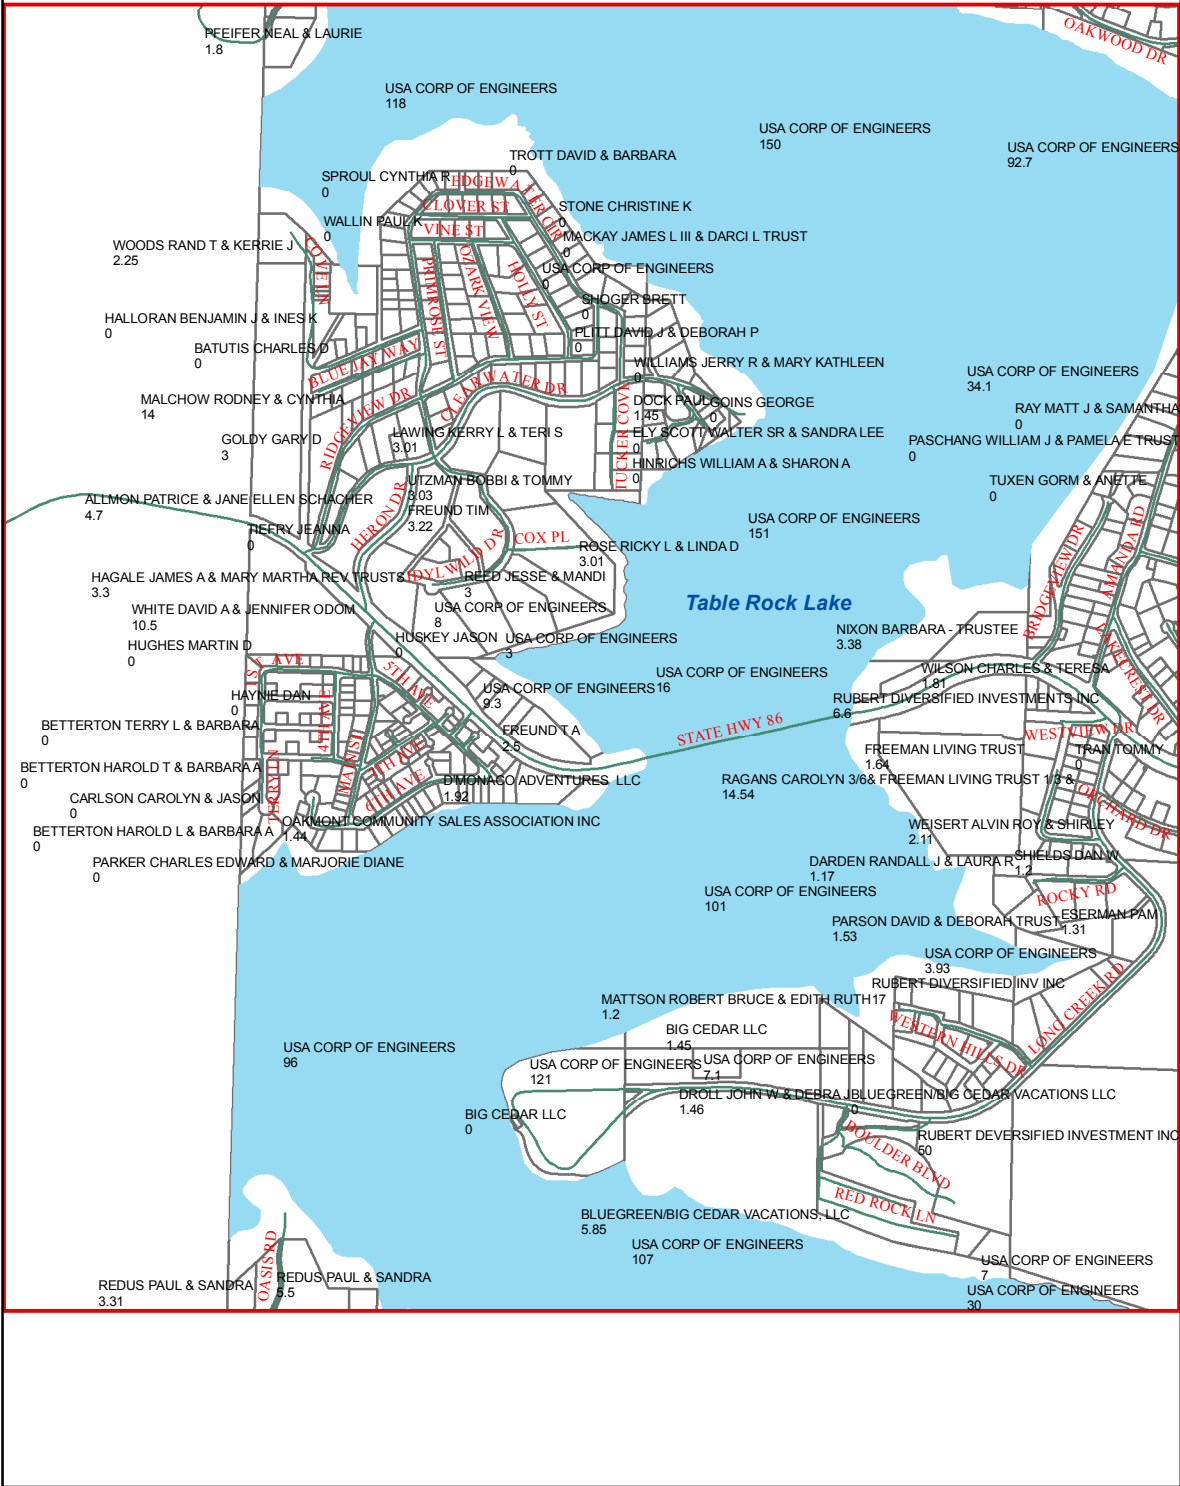 OAKWOOD DR
PFEIFER NEAL & LAURIE
1.8
USA CORP OF ENGINEERS
118
USA CORP OF ENGINEERS
150
USA CORP OF ENGINEERS
92.7
TROTT DAVID & BARBARA
0
SPROUL CYNTHIA R
0
EDGEWATER CIR
CLOVER ST
STONE CHRISTINE K
0
WALLIN PAUL K
0
VINE ST
MACKAY JAMES L III & DARCI L TRUST
0
WOODS RAND T & KERRIE J
2.25
COVE LN
PRIMROSE ST
OZARK VIEW
HOLLY ST
USA CORP OF ENGINEERS
0
SHOGER BRETT
0
HALLORAN BENJAMIN J & INES K
0
PLITT DAVID J & DEBORAH P
0
BATUTIS CHARLES D
0
BLUE JAY WAY
WILLIAMS JERRY R & MARY KATHLEEN
0
USA CORP OF ENGINEERS
34.1
CLEARWATER DR
RIDGEVIEW DR
MALCHOW RODNEY & CYNTHIA
14
DOCK PAUL
1.45
GOINS GEORGE
0
RAY MATT J & SAMANTHA
0
TUCKER COVE
GOLDY GARY D
3
LAWING KERRY L & TERI S
3.01
ELY SCOTT WALTER SR & SANDRA LEE
0
PASCHANG WILLIAM J & PAMELA E TRUST
0
HINRICHS WILLIAM A & SHARON A
0
UTZMAN BOBBI & TOMMY
3.03
TUXEN GORM & ANETTE
0
ALLMON PATRICE & JANE ELLEN SCHACHER
4.7
HERON DR
FREUND TIM
3.22
USA CORP OF ENGINEERS
151
TIEFRY JEANNA
0
COX PL
ROSE RICKY L & LINDA D
3.01
BRIDGEVIEW DR
AMANDA RD
HAGALE JAMES A & MARY MARTHA REV TRUSTS
3.3
IDYLWILD DR
REED JESSE & MANDI
3
WHITE DAVID A & JENNIFER ODOM
10.5
USA CORP OF ENGINEERS
8
Table Rock Lake
NIXON BARBARA - TRUSTEE
3.38
HUGHES MARTIN D
0
HUSKEY JASON
0
USA CORP OF ENGINEERS
3
LAKECREST DR
1ST AVE
5TH AVE
USA CORP OF ENGINEERS
16
WILSON CHARLES & TERESA
1.81
HAYNIE DAN
0
USA CORP OF ENGINEERS
9.3
RUBERT DIVERSIFIED INVESTMENTS INC
6.6
BETTERTON TERRY L & BARBARA
0
4TH AVE
FREUND T A
2.5
STATE HWY 86
WESTVIEW DR
MAIN ST
7TH AVE
FREEMAN LIVING TRUST
1.64
TRAN TOMMY
0
BETTERTON HAROLD T & BARBARA A
0
TERRY LN
6TH AVE
D'MONACO ADVENTURES LLC
1.92
RAGANS CAROLYN 3/6& FREEMAN LIVING TRUST 1/3 &
14.54
ORCHARD DR
CARLSON CAROLYN & JASON
0
OAKMONT COMMUNITY SALES ASSOCIATION INC
1.44
WEISERT ALVIN ROY & SHIRLEY
2.11
BETTERTON HAROLD L & BARBARA A
0
PARKER CHARLES EDWARD & MARJORIE DIANE
0
DARDEN RANDALL J & LAURA R
1.17
SHIELDS DAN W
1.2
USA CORP OF ENGINEERS
101
ROCKY RD
PARSON DAVID & DEBORAH TRUST
1.53
ESERMAN PAM
1.31
USA CORP OF ENGINEERS
3.93
RUBERT DIVERSIFIED INV INC
17
MATTSON ROBERT BRUCE & EDITH RUTH
1.2
LONG CREEK RD
WESTERN HILLS DR
BIG CEDAR LLC
1.45
USA CORP OF ENGINEERS
96
USA CORP OF ENGINEERS
121
USA CORP OF ENGINEERS
7.1
DROLL JOHN W & DEBRA J
1.46
BLUEGREEN/BIG CEDAR VACATIONS LLC
0
BIG CEDAR LLC
0
BOULDER BLVD
RUBERT DEVERSIFIED INVESTMENT INC
50
RED ROCK LN
BLUEGREEN/BIG CEDAR VACATIONS, LLC
5.85
USA CORP OF ENGINEERS
107
OASIS RD
USA CORP OF ENGINEERS
7
REDUS PAUL & SANDRA
3.31
REDUS PAUL & SANDRA
5.5
USA CORP OF ENGINEERS
30